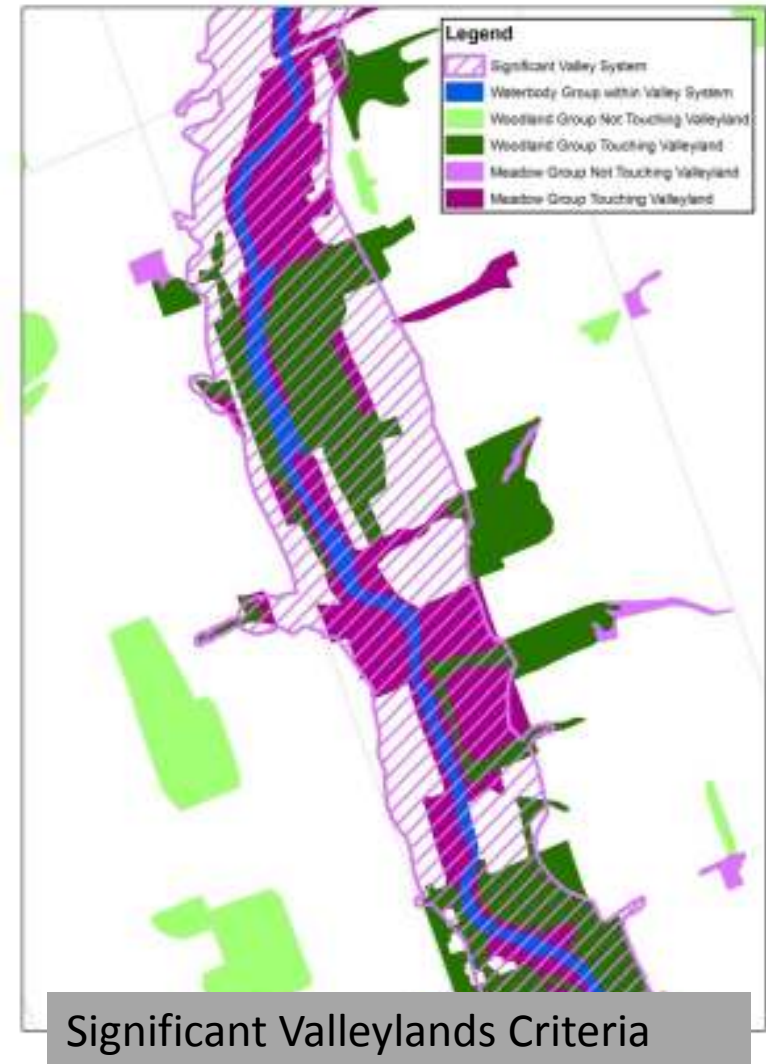 Legend
Significant Valley System
Waterbody Group within Valley System
Woodland Group Not Touching Valleyland
Woodland Group Touching Valleyland
Meadow Group Not Touching Valleyland
Meadow Group Touching Valleyland
Significant Valleylands Criteria